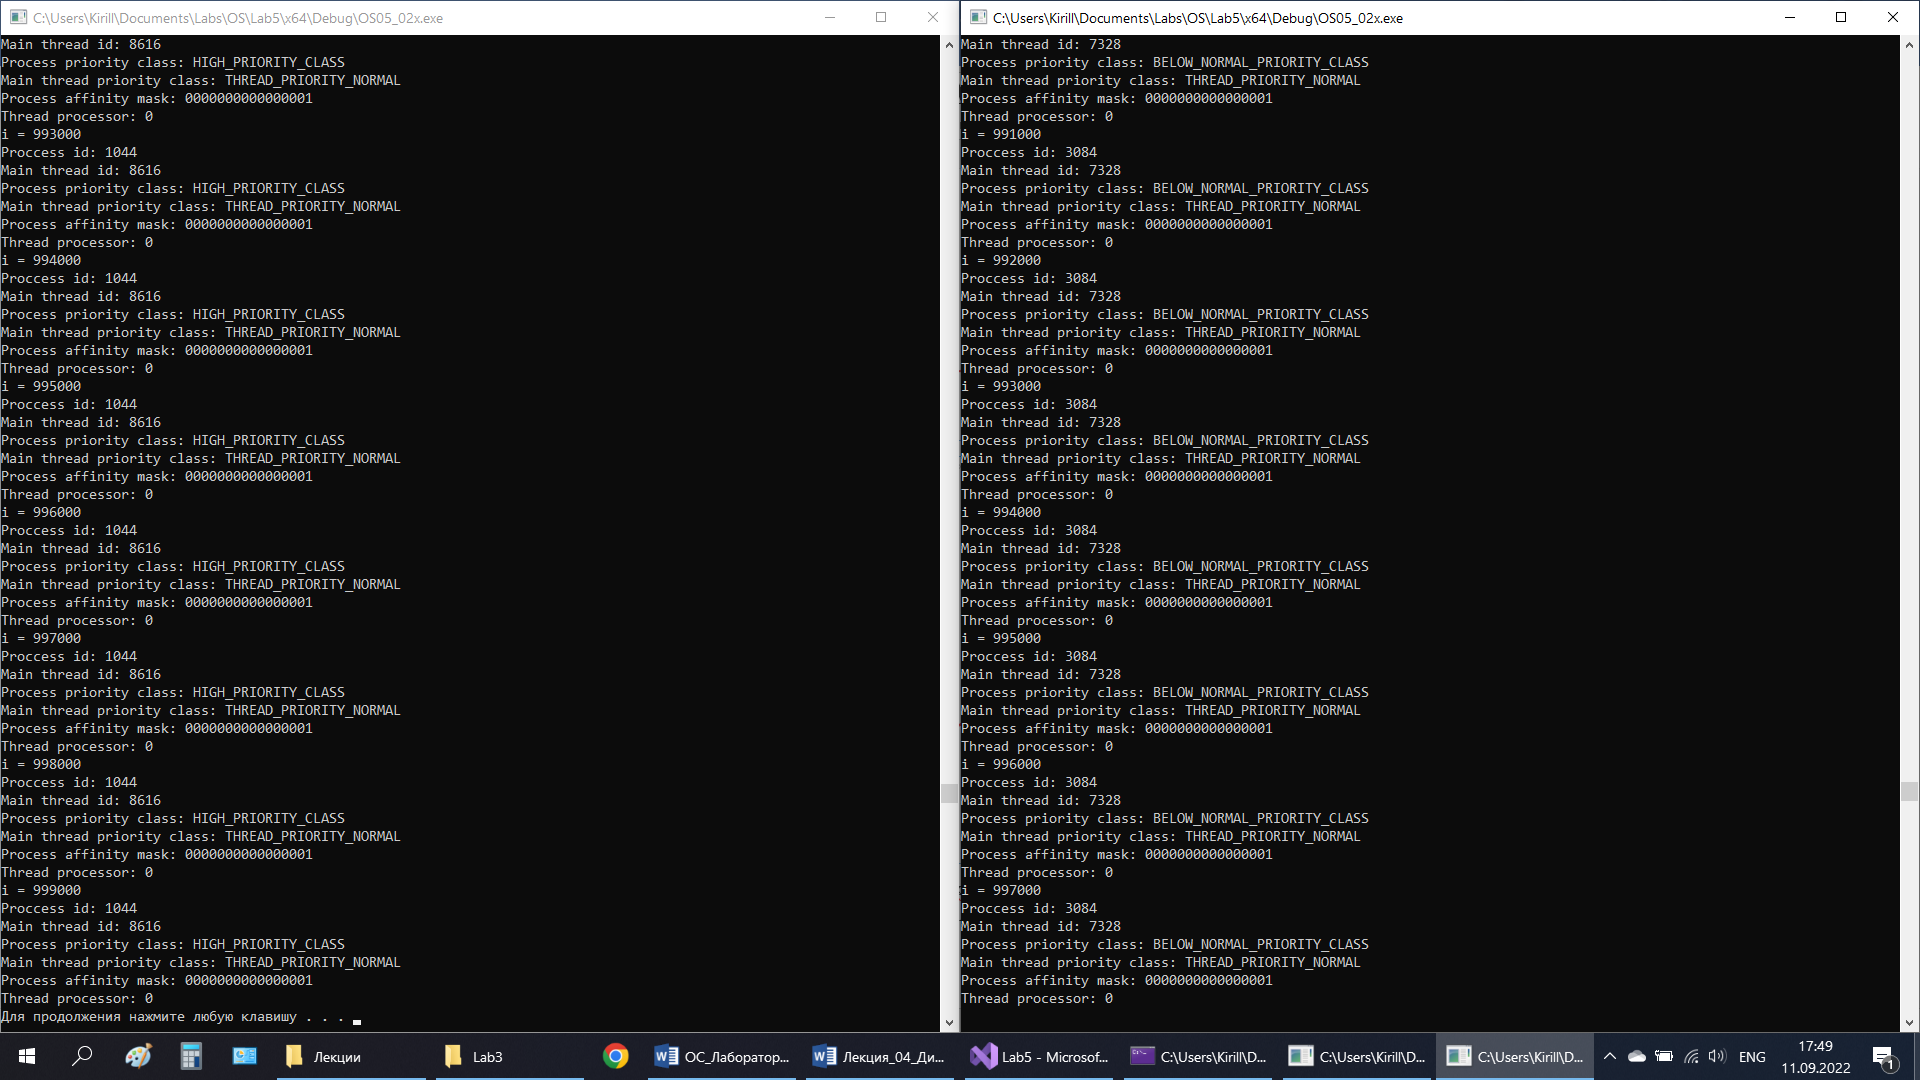 C:\Users\Kirill\Documents\Labs\OS\Lab5\x64\Debug\OS05_02x.exe
Main thread id: 8616
Process priority class: HIGH_PRIORITY_CLASS
Main thread priority class: THREAD_PRIORITY_NORMAL
Process affinity mask: 0000000000000001
Thread processor: 0
i = 993000
Proccess id: 1044
Main thread id: 8616
Process priority class: HIGH_PRIORITY_CLASS
Main thread priority class: THREAD_PRIORITY_NORMAL
Process affinity mask: 0000000000000001
Thread processor: 0
i = 994000
Proccess id: 1044
Main thread id: 8616
Process priority class: HIGH_PRIORITY_CLASS
Main thread priority class: THREAD_PRIORITY_NORMAL
Process affinity mask: 0000000000000001
Thread processor: 0
i = 995000
Proccess id: 1044
Main thread id: 8616
Process priority class: HIGH_PRIORITY_CLASS
Main thread priority class: THREAD_PRIORITY_NORMAL
Process affinity mask: 0000000000000001
Thread processor: 0
i = 996000
Proccess id: 1044
Main thread id: 8616
Process priority class: HIGH_PRIORITY_CLASS
Main thread priority class: THREAD_PRIORITY_NORMAL
Process affinity mask: 0000000000000001
Thread processor: 0
i = 997000
Proccess id: 1044
Main thread id: 8616
Process priority class: HIGH_PRIORITY_CLASS
Main thread priority class: THREAD_PRIORITY_NORMAL
Process affinity mask: 0000000000000001
Thread processor: 0
i = 998000
Proccess id: 1044
Main thread id: 8616
Process priority class: HIGH_PRIORITY_CLASS
Main thread priority class: THREAD_PRIORITY_NORMAL
Process affinity mask: 0000000000000001
Thread processor: 0
i = 999000
Proccess id: 1044
Main thread id: 8616
Process priority class: HIGH_PRIORITY_CLASS
Main thread priority class: THREAD_PRIORITY_NORMAL
Process affinity mask: 0000000000000001
Thread processor: 0
Для продолжения нажмите любую клавишу . . .
C:\Users\Kirill\Documents\Labs\OS\Lab5\x64\Debug\OS05_02x.exe
Main thread id: 7328
Process priority class: BELOW_NORMAL_PRIORITY_CLASS
Main thread priority class: THREAD_PRIORITY_NORMAL
Process affinity mask: 0000000000000001
Thread processor: 0
i = 991000
Proccess id: 3084
Main thread id: 7328
Process priority class: BELOW_NORMAL_PRIORITY_CLASS
Main thread priority class: THREAD_PRIORITY_NORMAL
Process affinity mask: 0000000000000001
Thread processor: 0
i = 992000
Proccess id: 3084
Main thread id: 7328
Process priority class: BELOW_NORMAL_PRIORITY_CLASS
Main thread priority class: THREAD_PRIORITY_NORMAL
Process affinity mask: 0000000000000001
Thread processor: 0
i = 993000
Proccess id: 3084
Main thread id: 7328
Process priority class: BELOW_NORMAL_PRIORITY_CLASS
Main thread priority class: THREAD_PRIORITY_NORMAL
Process affinity mask: 0000000000000001
Thread processor: 0
i = 994000
Proccess id: 3084
Main thread id: 7328
Process priority class: BELOW_NORMAL_PRIORITY_CLASS
Main thread priority class: THREAD_PRIORITY_NORMAL
Process affinity mask: 0000000000000001
Thread processor: 0
i = 995000
Proccess id: 3084
Main thread id: 7328
Process priority class: BELOW_NORMAL_PRIORITY_CLASS
Main thread priority class: THREAD_PRIORITY_NORMAL
Process affinity mask: 0000000000000001
Thread processor: 0
i = 996000
Proccess id: 3084
Main thread id: 7328
Process priority class: BELOW_NORMAL_PRIORITY_CLASS
Main thread priority class: THREAD_PRIORITY_NORMAL
Process affinity mask: 0000000000000001
Thread processor: 0
i = 997000
Proccess id: 3084
Main thread id: 7328
Process priority class: BELOW_NORMAL_PRIORITY_CLASS
Main thread priority class: THREAD_PRIORITY_NORMAL
Process affinity mask: 0000000000000001
Thread processor: 0
Лекции
Lab3
ОС_Лаборатор...
Лекция_04_Ди...
Lab5 - Microsof...
C:\Users\Kirill\D...
C:\Users\Kirill\D...
C:\Users\Kirill\D...
ENG
17:49
11.09.2022
1